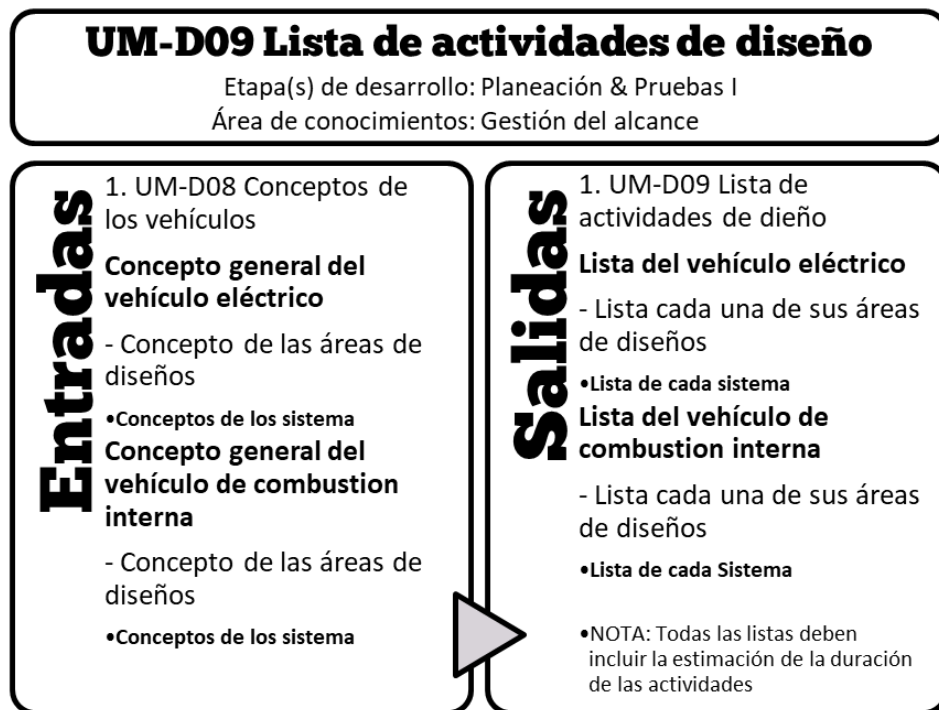 UM-D09 Lista de actividades de diseño
Etapa(s) de desarrollo: Planeación & Pruebas I
Área de conocimientos: Gestión del alcance
Entradas
1. UM-D08 Conceptos de
los vehículos
Concepto general del
vehículo eléctrico
- Concepto de las áreas de
diseños
•Conceptos de los sistema
Concepto general del
vehículo de combustion
interna
- Concepto de las áreas de
diseños
•Conceptos de los sistema
Salidas
1. UM-D09 Lista de
actividades de dieño
Lista del vehículo eléctrico
- Lista cada una de sus áreas
de diseños
•Lista de cada sistema
Lista del vehículo de
combustion interna
- Lista cada una de sus áreas
de diseños
•Lista de cada Sistema
•NOTA: Todas las listas deben
incluir la estimación de la duración
de las actividades